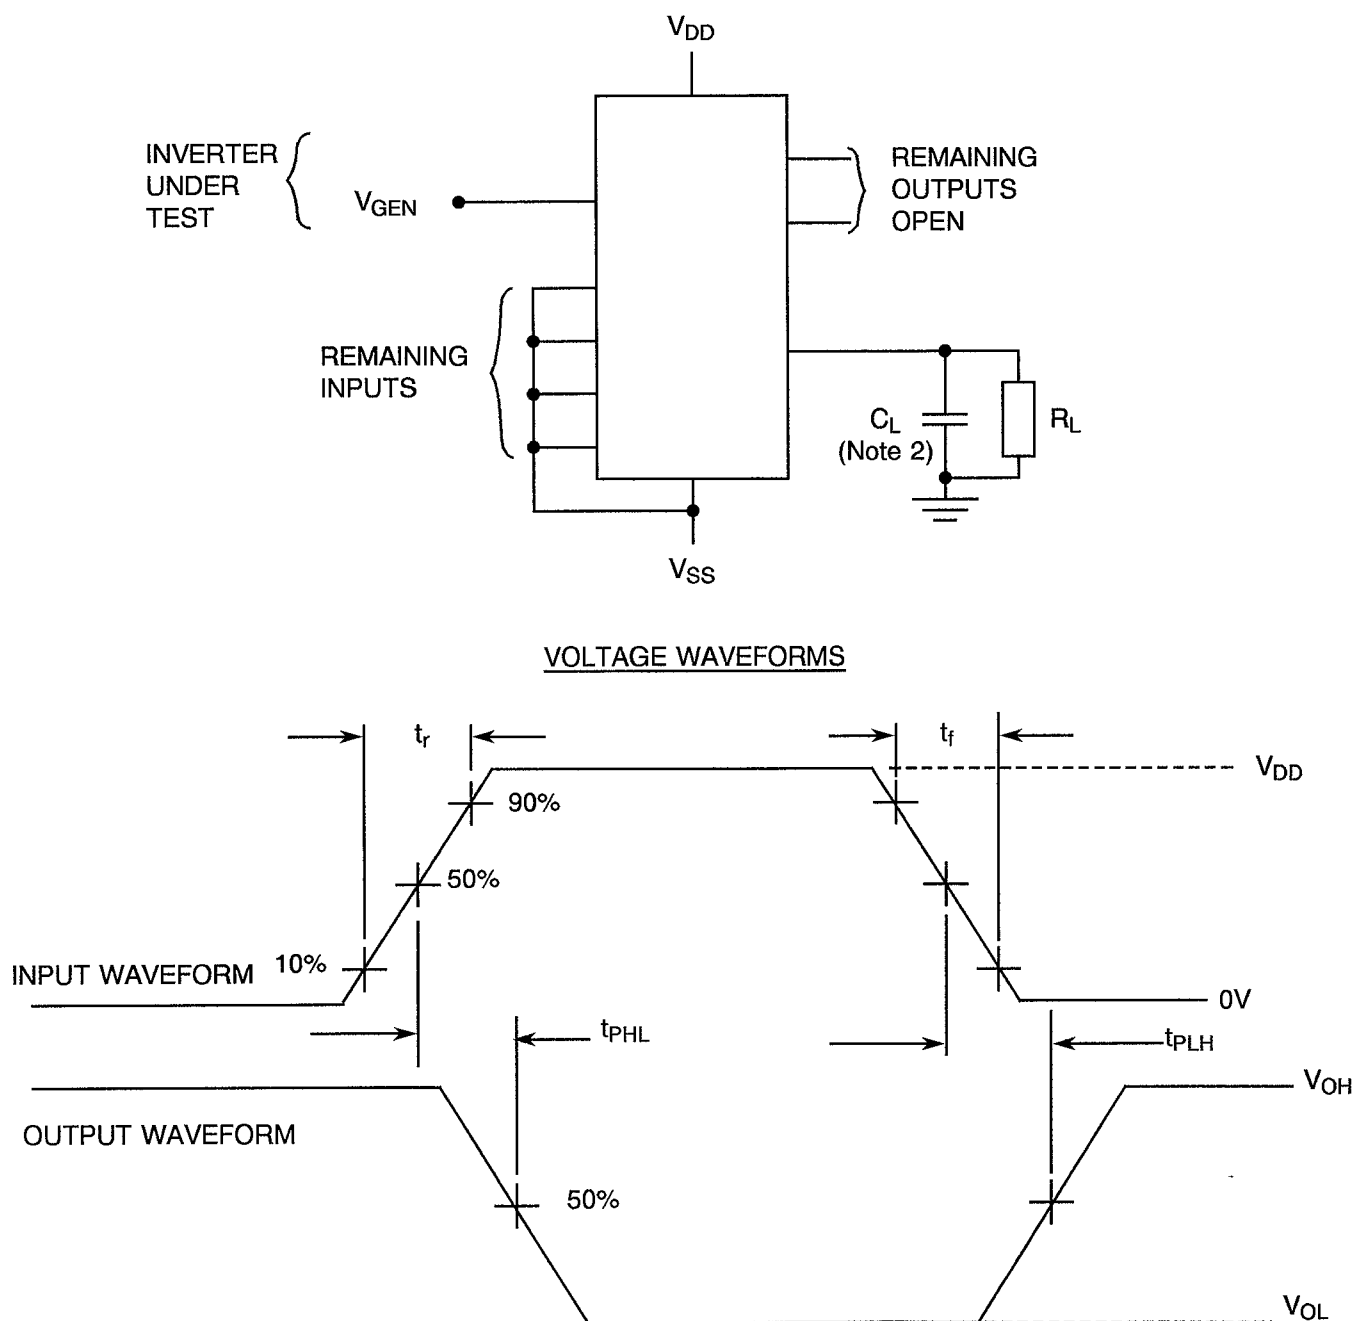 VDD
INVERTER
UNDER
TEST
VGEN
REMAINING
OUTPUTS
OPEN
REMAINING
INPUTS
CL
(Note 2)
RL
VSS
VOLTAGE WAVEFORMS
tr
tf
VDD
90%
50%
10%
INPUT WAVEFORM
0V
tPHL
tPLH
VOH
OUTPUT WAVEFORM
50%
VOL